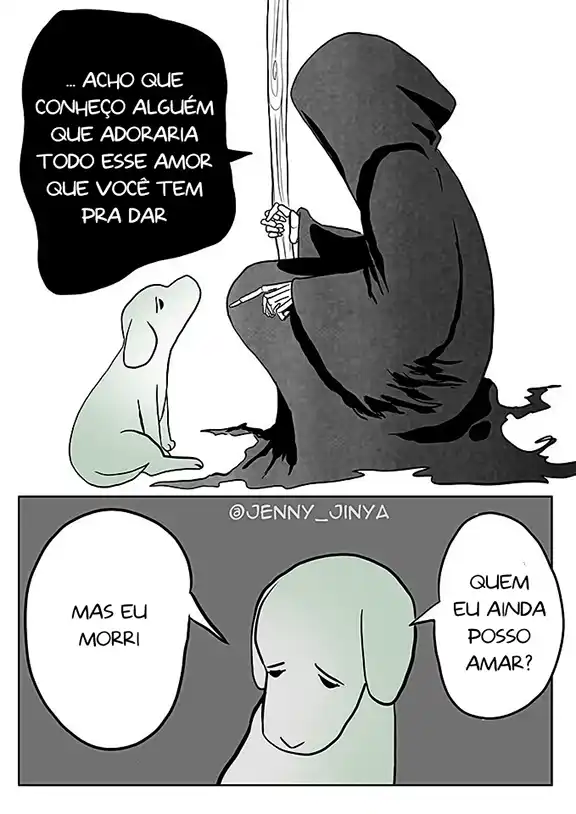 ... ACHO QUE
CONHEÇO ALGUÉM
QUE ADORARIA
TODO ESSE AMOR
QUE VOCÊ TEM
PRA DAR
@JENNY_JINYA
MAS EU
MORRI
QUEM
EU AINDA
POSSO
AMAR?